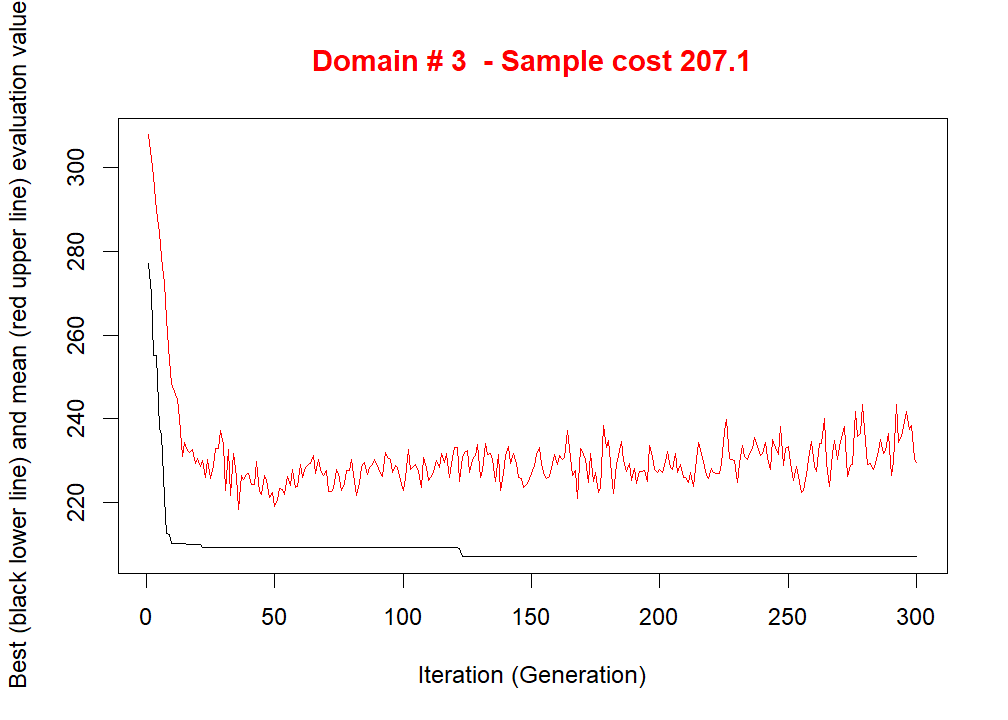 Domain # 3  - Sample cost 207.1
Best (black lower line) and mean (red upper line) evaluation value
300
280
260
240
220
0 50 100 150 200 250 300
Iteration (Generation)